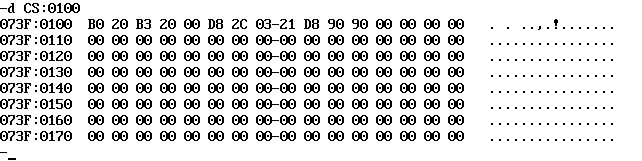 -d CS:0100
073F:0100  B0 20 B3 20 00 D8 2C 03-21 D8 90 90 00 00 00 00   . . ..,.!.......
073F:0110  00 00 00 00 00 00 00 00-00 00 00 00 00 00 00 00   ................
073F:0120  00 00 00 00 00 00 00 00-00 00 00 00 00 00 00 00   ................
073F:0130  00 00 00 00 00 00 00 00-00 00 00 00 00 00 00 00   ................
073F:0140  00 00 00 00 00 00 00 00-00 00 00 00 00 00 00 00   ................
073F:0150  00 00 00 00 00 00 00 00-00 00 00 00 00 00 00 00   ................
073F:0160  00 00 00 00 00 00 00 00-00 00 00 00 00 00 00 00   ................
073F:0170  00 00 00 00 00 00 00 00-00 00 00 00 00 00 00 00   ................
-_